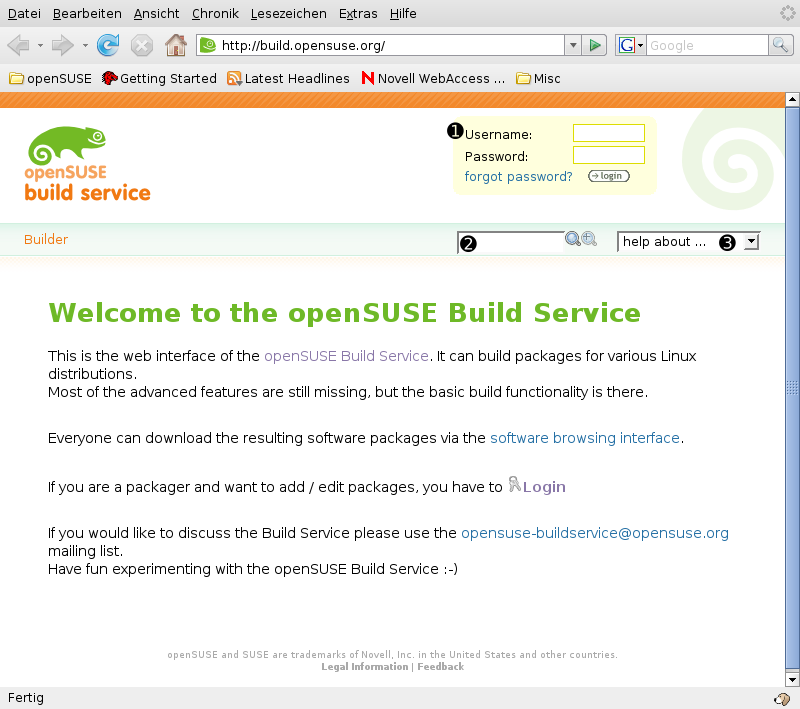 Datei Bearbeiten Ansicht Chronik Lesezeichen Extras Hilfe
http://build.opensuse.org/
G Google
openSUSE Getting Started Latest Headlines Novell WebAccess ... Misc
1 Username:
Password:
forgot password? login
openSUSE
build service
Builder 2 help about ... 3
Welcome to the openSUSE Build Service
This is the web interface of the openSUSE Build Service. It can build packages for various Linux
distributions.
Most of the advanced features are still missing, but the basic build functionality is there.
Everyone can download the resulting software packages via the software browsing interface.
If you are a packager and want to add / edit packages, you have to Login
If you would like to discuss the Build Service please use the opensuse-buildservice@opensuse.org
mailing list.
Have fun experimenting with the openSUSE Build Service :-)
openSUSE and SUSE are trademarks of Novell, Inc. in the United States and other countries.
Legal Information | Feedback
Fertig